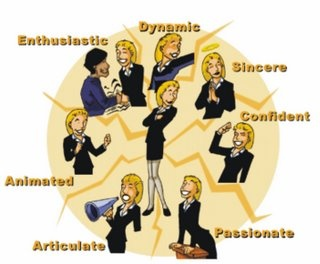 Dynamic
Enthusiastic
Sincere
Confident
Animated
Passionate
Articulate